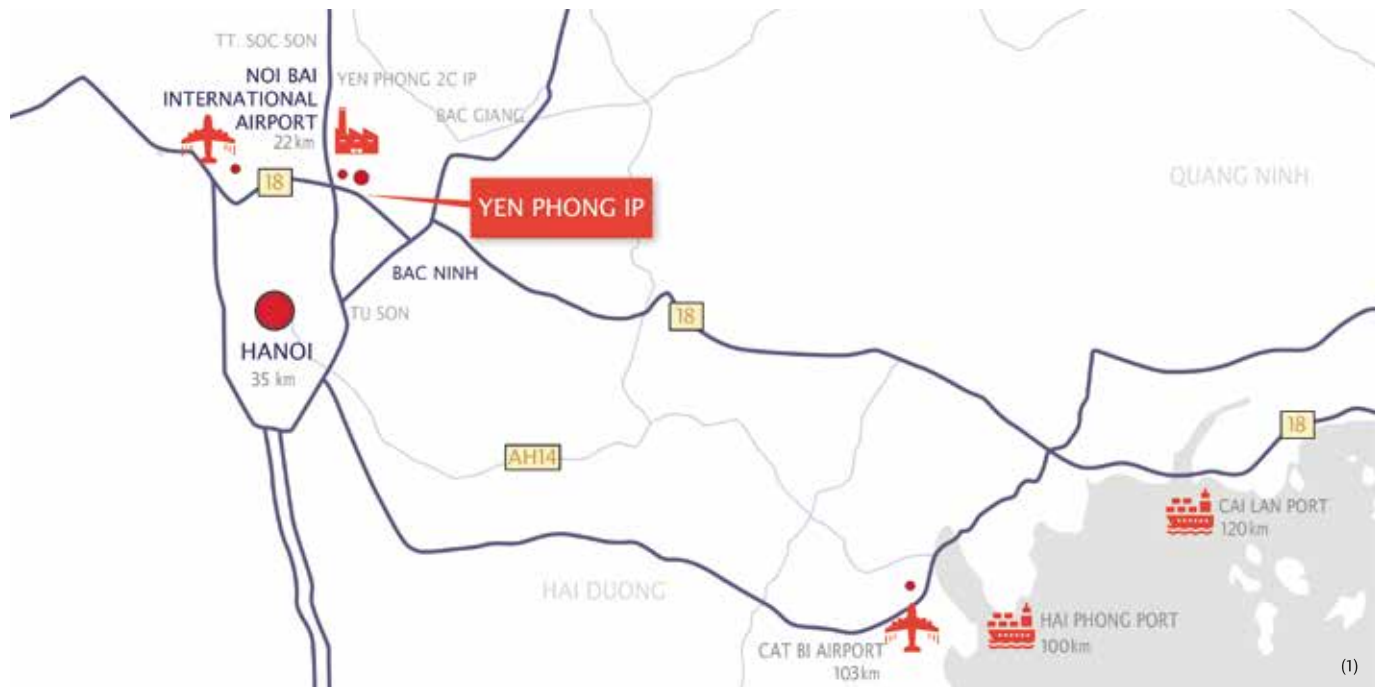 TT. SOC SON
NOI BAI
INTERNATIONAL
AIRPORT
22km
YEN PHONG 2C IP
BAC GIANG
QUANG NINH
18
YEN PHONG IP
BAC NINH
TU SON
18
HANOI
35 km
AH14
18
CAI LAN PORT
120km
HAI DUONG
HAI PHONG PORT
100km
CAT BI AIRPORT
103km
(1)